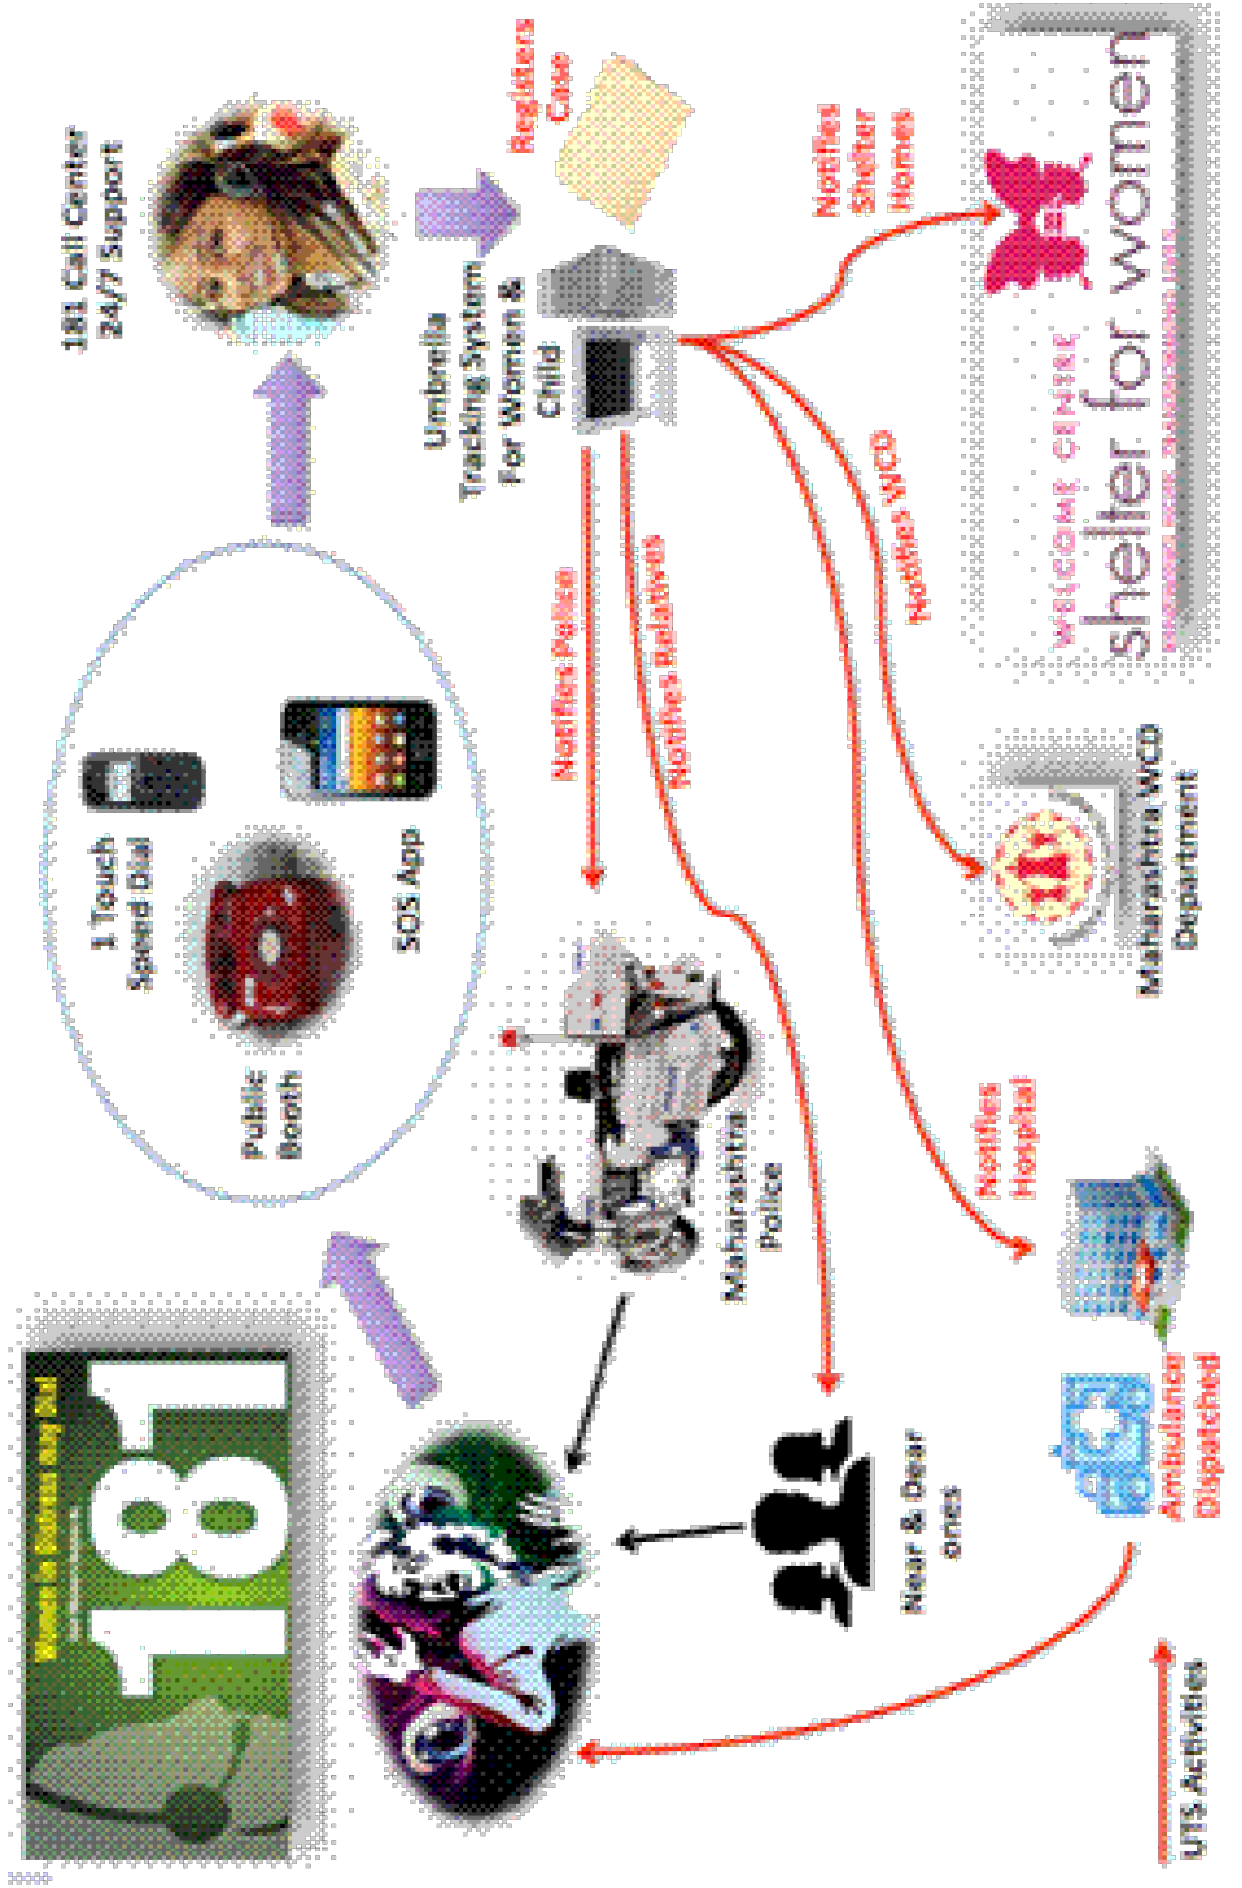 181
1 Touch
Speed Dial
Public
Booth
SOS App
181 Call Center
24/7 Support
Umbrella
Tracking System
For Women &
Child
Registers
Case
Notifies Police
Notifies
Notifies WCD
Notifies
Shelter
Homes
Maharashtra
Police
Near & Dear
ones
Notifies
Hospital
Ambulance
Dispatched
Maharashtra WCD
Department
WELCOME CENTRE
shelter for women
UTS Activities